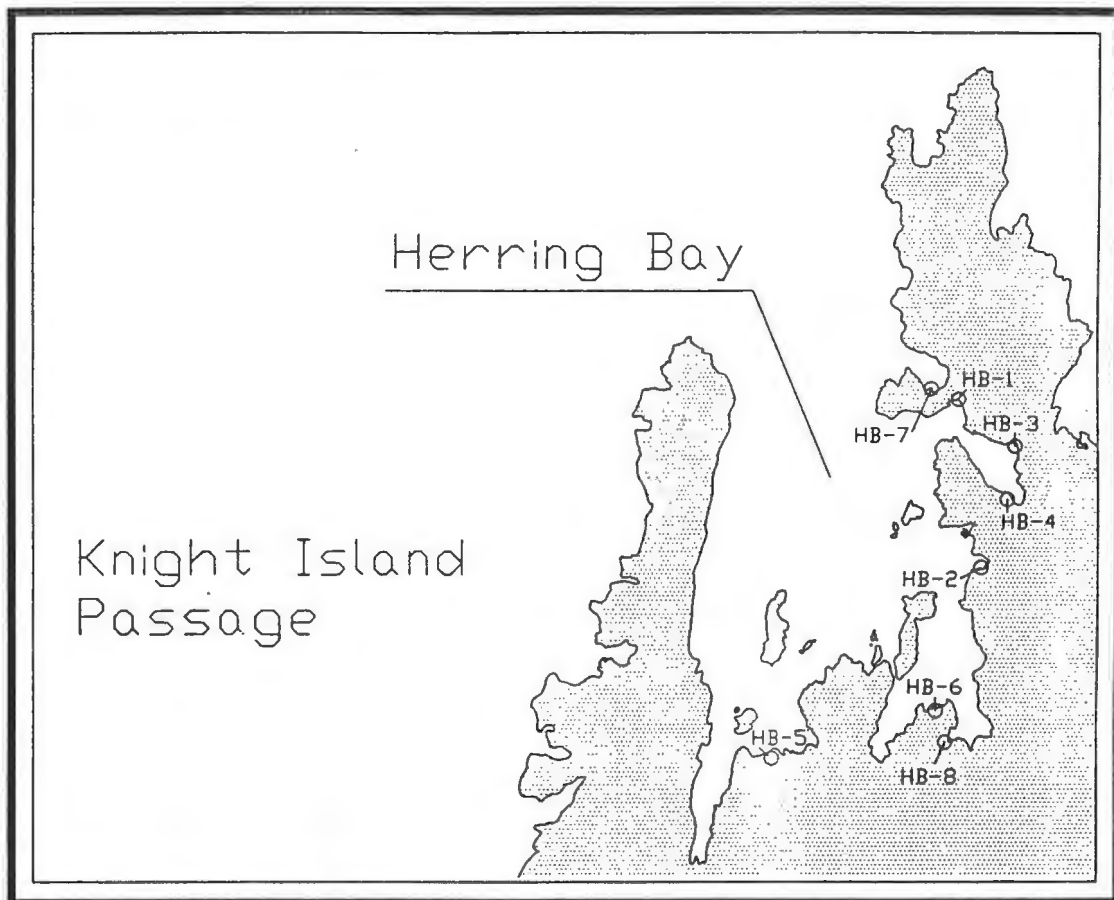 Herring Bay
HB-1
HB-7
HB-3
HB-4
Knight Island
Passage
HB-2
HB-6
HB-5
HB-8